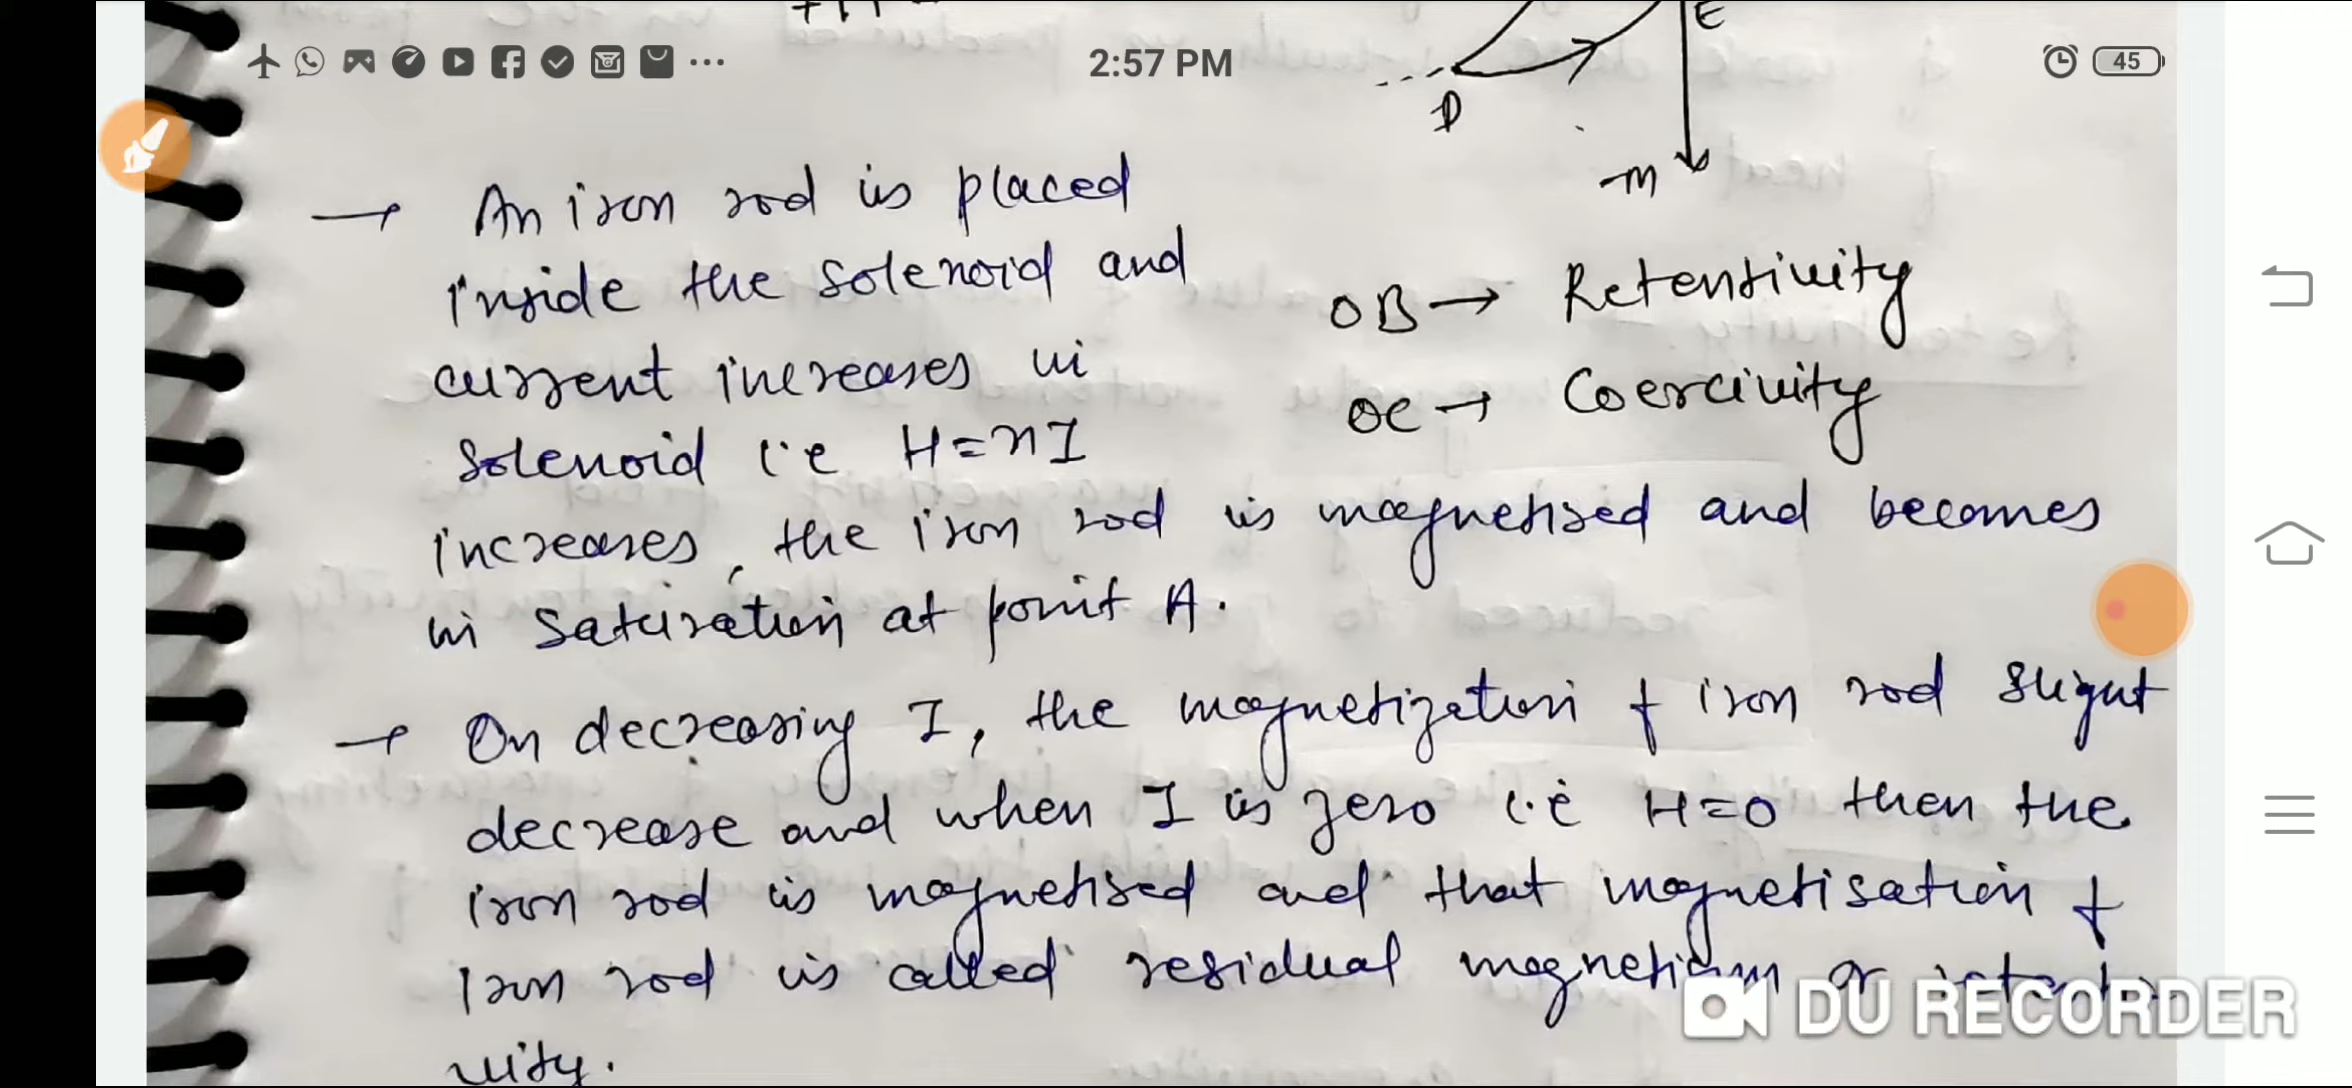 E
2:57 PM
45
D
-m
→ An iron rod is placed
inside the solenoid and
current increases in
solenoid i.e H=nI
OB → Retentivity
OC → Coercivity
increases, the iron rod is magnetised and becomes
in saturation at point A.
→ On decreasing I, the magnetization of iron rod slight
decrease and when I is zero i.e H=0 then the
iron rod is magnetised and that magnetisation of
iron rod is called residual magnetism or
vity.
DU RECORDER